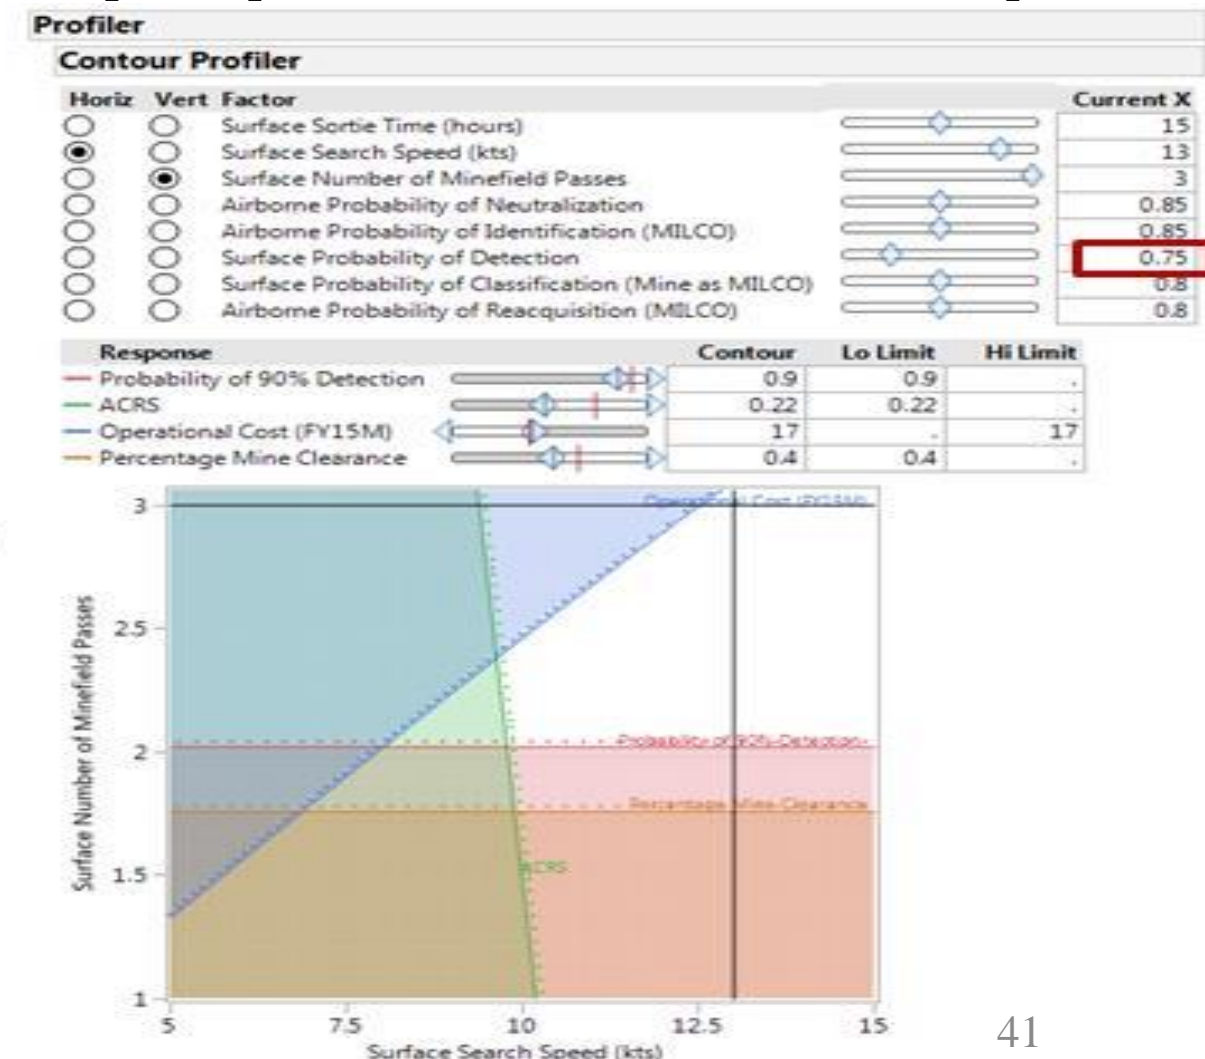 Profiler
Contour Profiler
Horiz Vert Factor Current X
Surface Sortie Time (hours) 15
Surface Search Speed (kts) 13
Surface Number of Minefield Passes 3
Airborne Probability of Neutralization 0.85
Airborne Probability of Identification (MILCO) 0.85
Surface Probability of Detection 0.75
Surface Probability of Classification (Mine as MILCO) 0.8
Airborne Probability of Reacquisition (MILCO) 0.8
Response Contour Lo Limit Hi Limit
Probability of 90% Detection 0.9 0.9 .
ACRS 0.22 0.22 .
Operational Cost (FY15M) 17 . 17
Percentage Mine Clearance 0.4 0.4 .
Operational Cost (FY15M)
3
2.5
Probability of 90% Detection
2
Percentage Mine Clearance
1.5
ACRS
1
Surface Number of Minefield Passes
5 7.5 10 12.5 15
Surface Search Speed (kts)
41